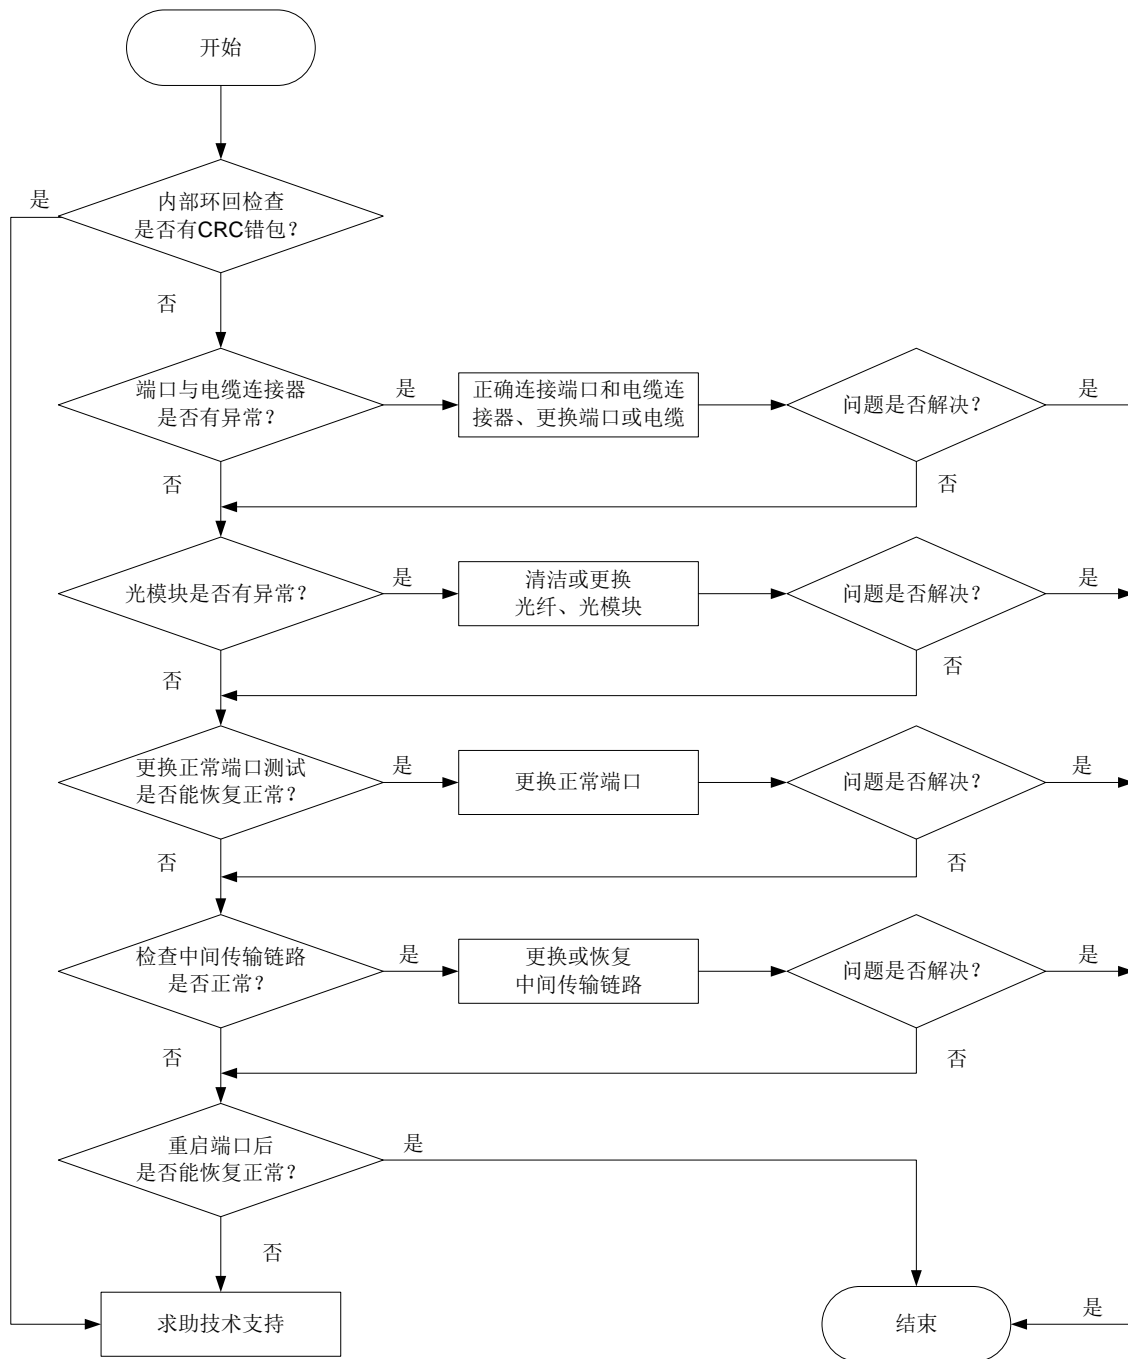 开始
是
内部环回检查
是否有CRC错包？
否
端口与电缆连接器
是否有异常？
是
正确连接端口和电缆连
接器、更换端口或电缆
问题是否解决？
是
否
否
光模块是否有异常？
是
清洁或更换
光纤、光模块
问题是否解决？
是
否
否
更换正常端口测试
是否能恢复正常？
是
更换正常端口
问题是否解决？
是
否
否
检查中间传输链路
是否正常？
是
更换或恢复
中间传输链路
问题是否解决？
是
否
否
重启端口后
是否能恢复正常？
是
否
求助技术支持
结束
是